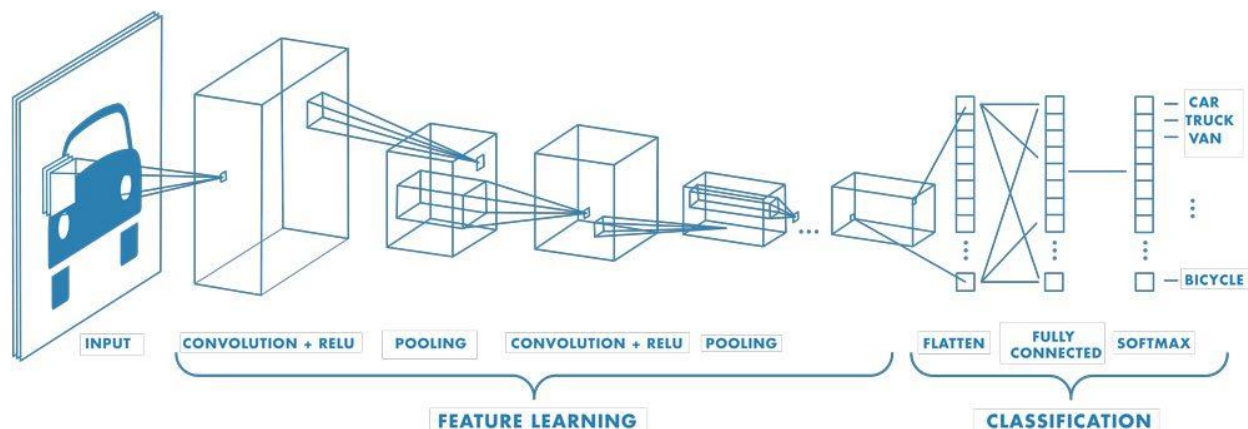 CAR
TRUCK
VAN
BICYCLE
INPUT
CONVOLUTION + RELU
POOLING
CONVOLUTION + RELU
POOLING
FLATTEN
FULLY
CONNECTED
SOFTMAX
FEATURE LEARNING
CLASSIFICATION